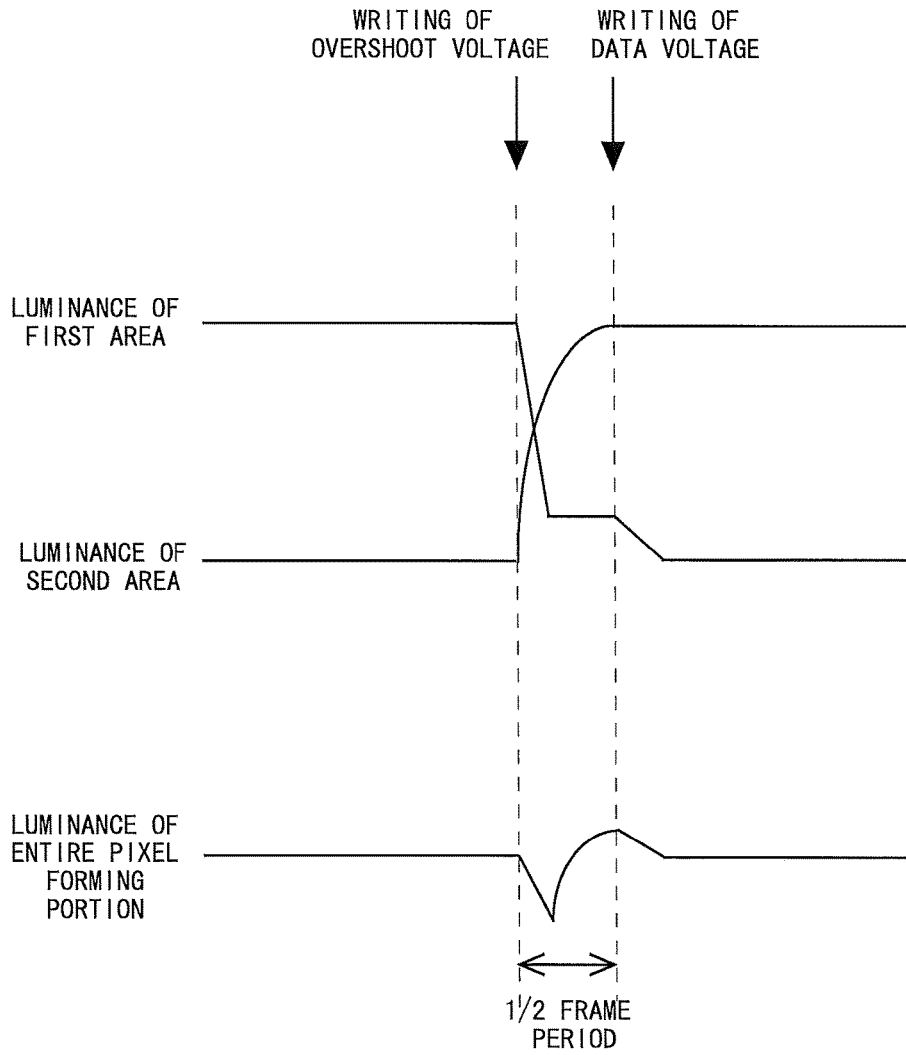 WRITING OF
OVERSHOOT VOLTAGE
WRITING OF
DATA VOLTAGE
LUMINANCE OF
FIRST AREA
LUMINANCE OF
SECOND AREA
LUMINANCE OF
ENTIRE PIXEL
FORMING
PORTION
1/2 FRAME
PERIOD